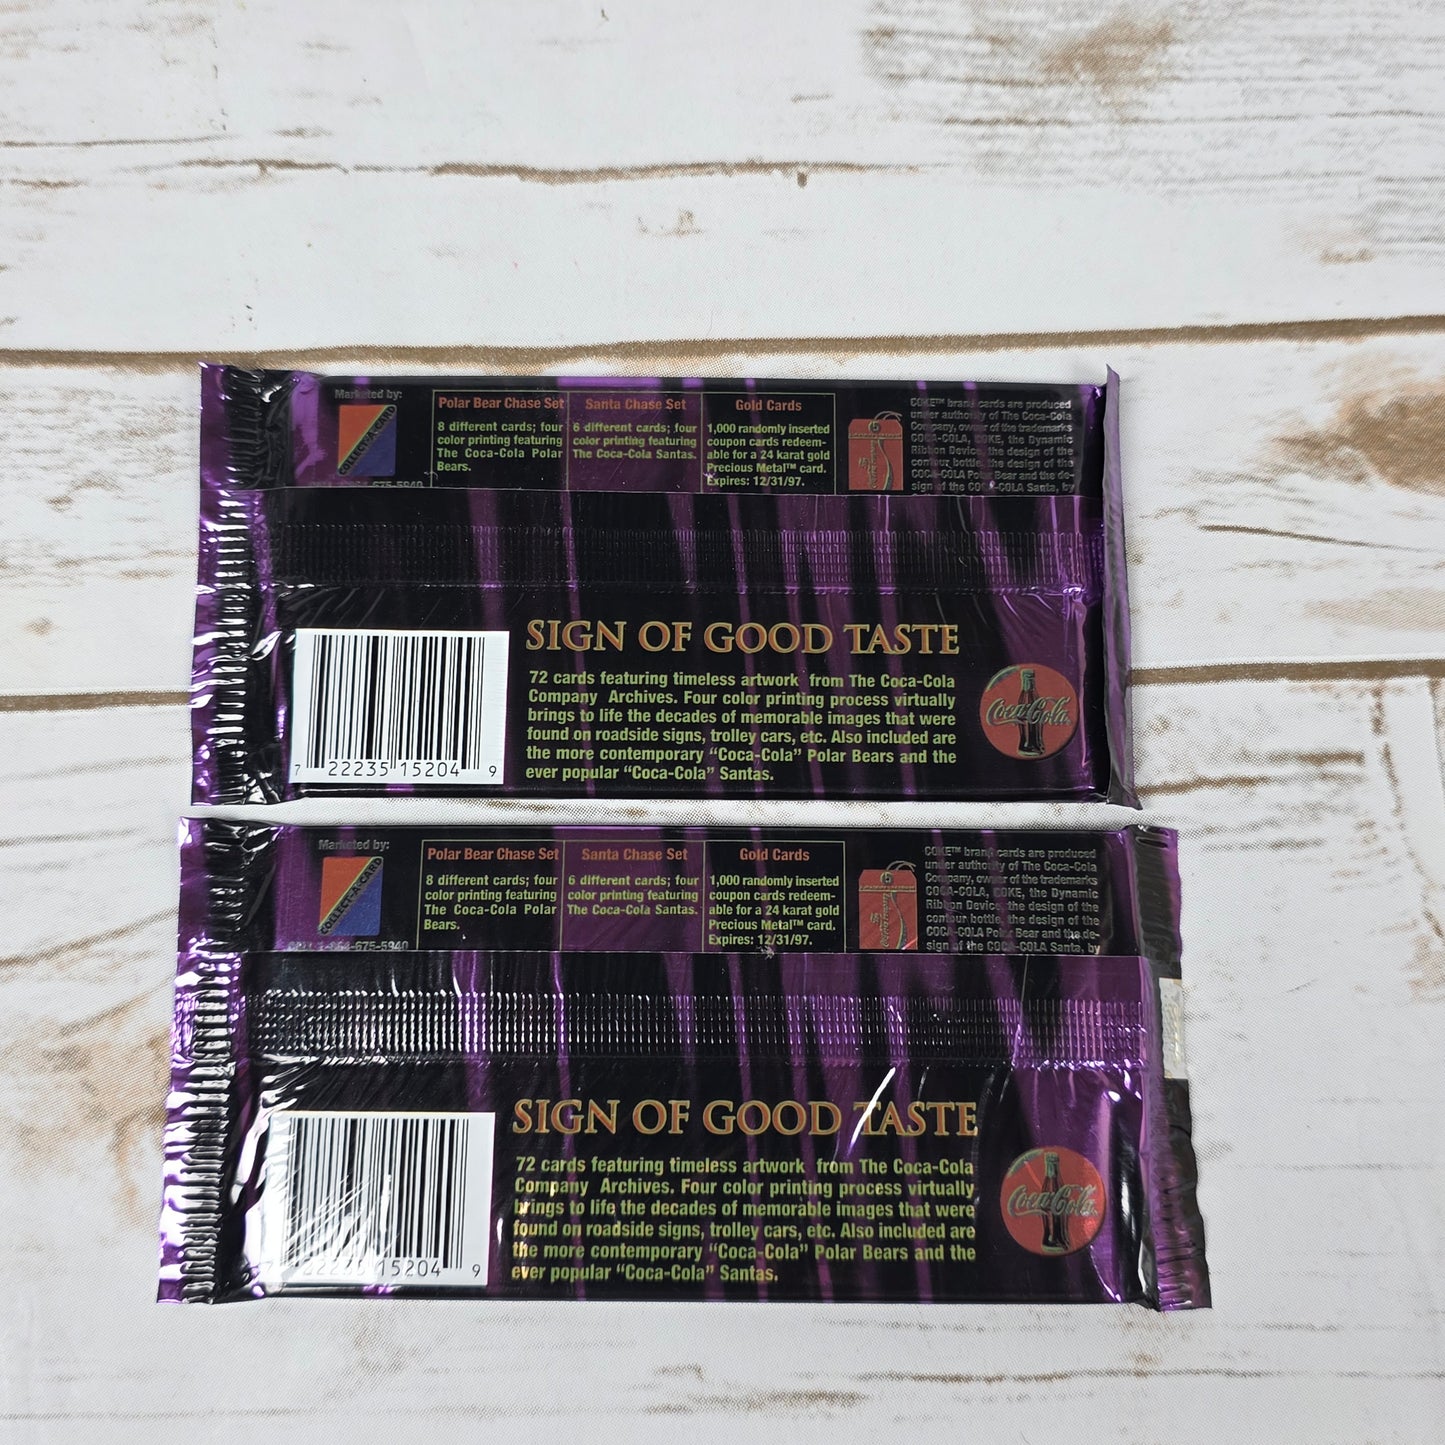 Marketed by:
COLLECT-A-CARD
675-5940
Polar Bear Chase Set
8 different cards; four
color printing featuring
The Coca-Cola Polar
Bears.
Santa Chase Set
6 different cards; four
color printing featuring
The Coca-Cola Santas.
Gold Cards
1,000 randomly inserted
coupon cards redeem-
able for a 24 karat gold
Precious Metal™ card.
Expires: 12/31/97.
5¢
COKE™ brand cards are produced
under authority of The Coca-Cola
Company, owner of the trademarks
COCA-COLA, COKE, the Dynamic
Ribbon Device, the design of the
contour bottle, the design of the
COCA-COLA Polar Bear and the de-
sign of the COCA-COLA Santa, by
7 22235 15204 9
SIGN OF GOOD TASTE
72 cards featuring timeless artwork from The Coca-Cola
Company Archives. Four color printing process virtually
brings to life the decades of memorable images that were
found on roadside signs, trolley cars, etc. Also included are
the more contemporary “Coca-Cola” Polar Bears and the
ever popular “Coca-Cola” Santas.
Coca-Cola
Marketed by:
COLLECT-A-CARD
675-5940
Polar Bear Chase Set
8 different cards; four
color printing featuring
The Coca-Cola Polar
Bears.
Santa Chase Set
6 different cards; four
color printing featuring
The Coca-Cola Santas.
Gold Cards
1,000 randomly inserted
coupon cards redeem-
able for a 24 karat gold
Precious Metal™ card.
Expires: 12/31/97.
5¢
COKE™ brand cards are produced
under authority of The Coca-Cola
Company, owner of the trademarks
COCA-COLA, COKE, the Dynamic
Ribbon Device, the design of the
contour bottle, the design of the
COCA-COLA Polar Bear and the de-
sign of the COCA-COLA Santa, by
7 22235 15204 9
SIGN OF GOOD TASTE
72 cards featuring timeless artwork from The Coca-Cola
Company Archives. Four color printing process virtually
brings to life the decades of memorable images that were
found on roadside signs, trolley cars, etc. Also included are
the more contemporary “Coca-Cola” Polar Bears and the
ever popular “Coca-Cola” Santas.
Coca-Cola